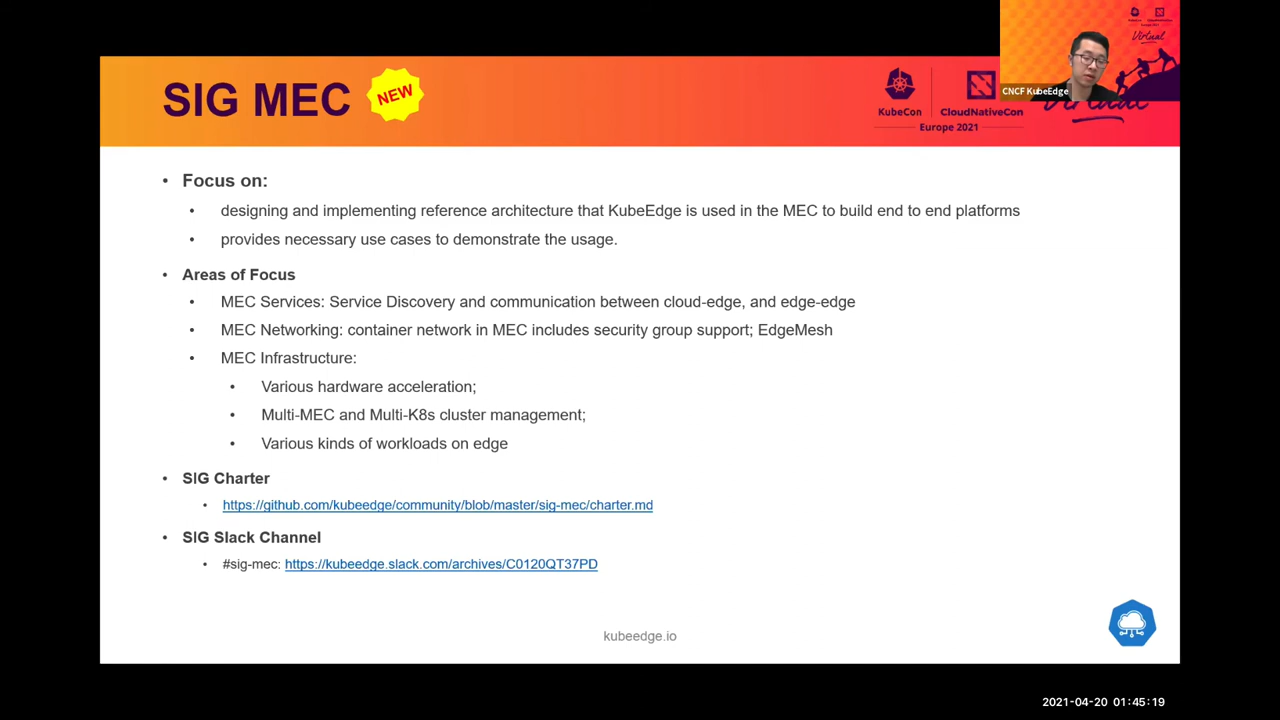 SIG MEC
NEW
KubeCon
CloudNativeCon
Europe 2021
Virtual
CNCF KubeEdge
Virtual
• Focus on:
• designing and implementing reference architecture that KubeEdge is used in the MEC to build end to end platforms
• provides necessary use cases to demonstrate the usage.
• Areas of Focus
• MEC Services: Service Discovery and communication between cloud-edge, and edge-edge
• MEC Networking: container network in MEC includes security group support; EdgeMesh
• MEC Infrastructure:
• Various hardware acceleration;
• Multi-MEC and Multi-K8s cluster management;
• Various kinds of workloads on edge
• SIG Charter
• https://github.com/kubeedge/community/blob/master/sig-mec/charter.md
• SIG Slack Channel
• #sig-mec: https://kubeedge.slack.com/archives/C0120QT37PD
kubeedge.io
2021-04-20 01:45:19